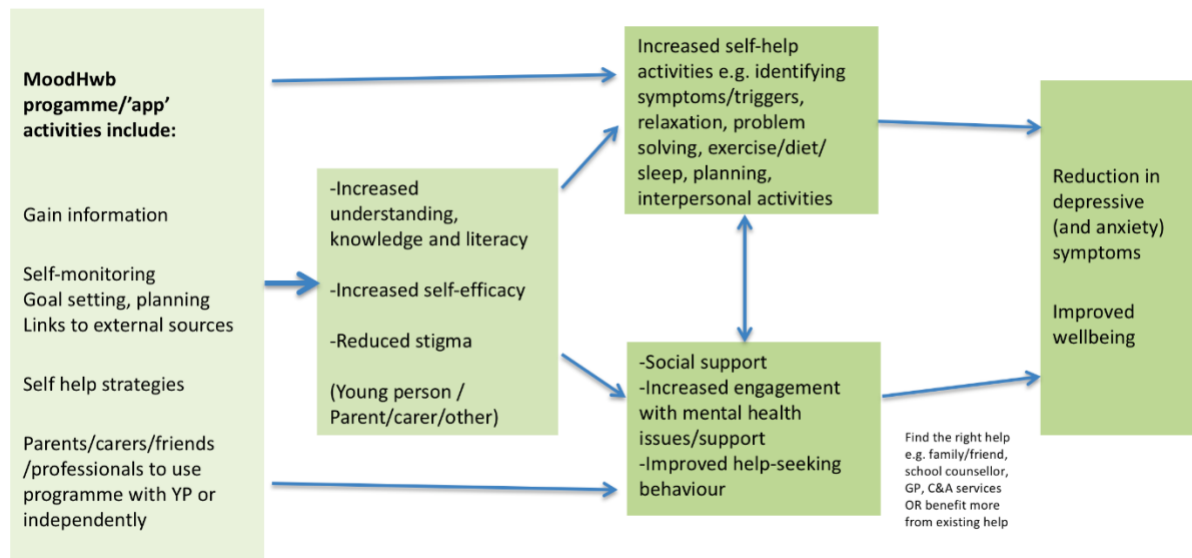 MoodHwb
progamme/'app'
activities include:
Gain information
Self-monitoring
Goal setting, planning
Links to external sources
Self help strategies
Parents/carers/friends
/professionals to use
programme with YP or
independently
-Increased
understanding,
knowledge and literacy
-Increased self-efficacy
-Reduced stigma
(Young person /
Parent/carer/other)
Increased self-help
activities e.g. identifying
symptoms/triggers,
relaxation, problem
solving, exercise/diet/
sleep, planning,
interpersonal activities
-Social support
-Increased engagement
with mental health
issues/support
-Improved help-seeking
behaviour
Find the right help
e.g. family/friend,
school counsellor,
GP, C&A services
OR benefit more
from existing help
Reduction in
depressive
(and anxiety)
symptoms
Improved
wellbeing